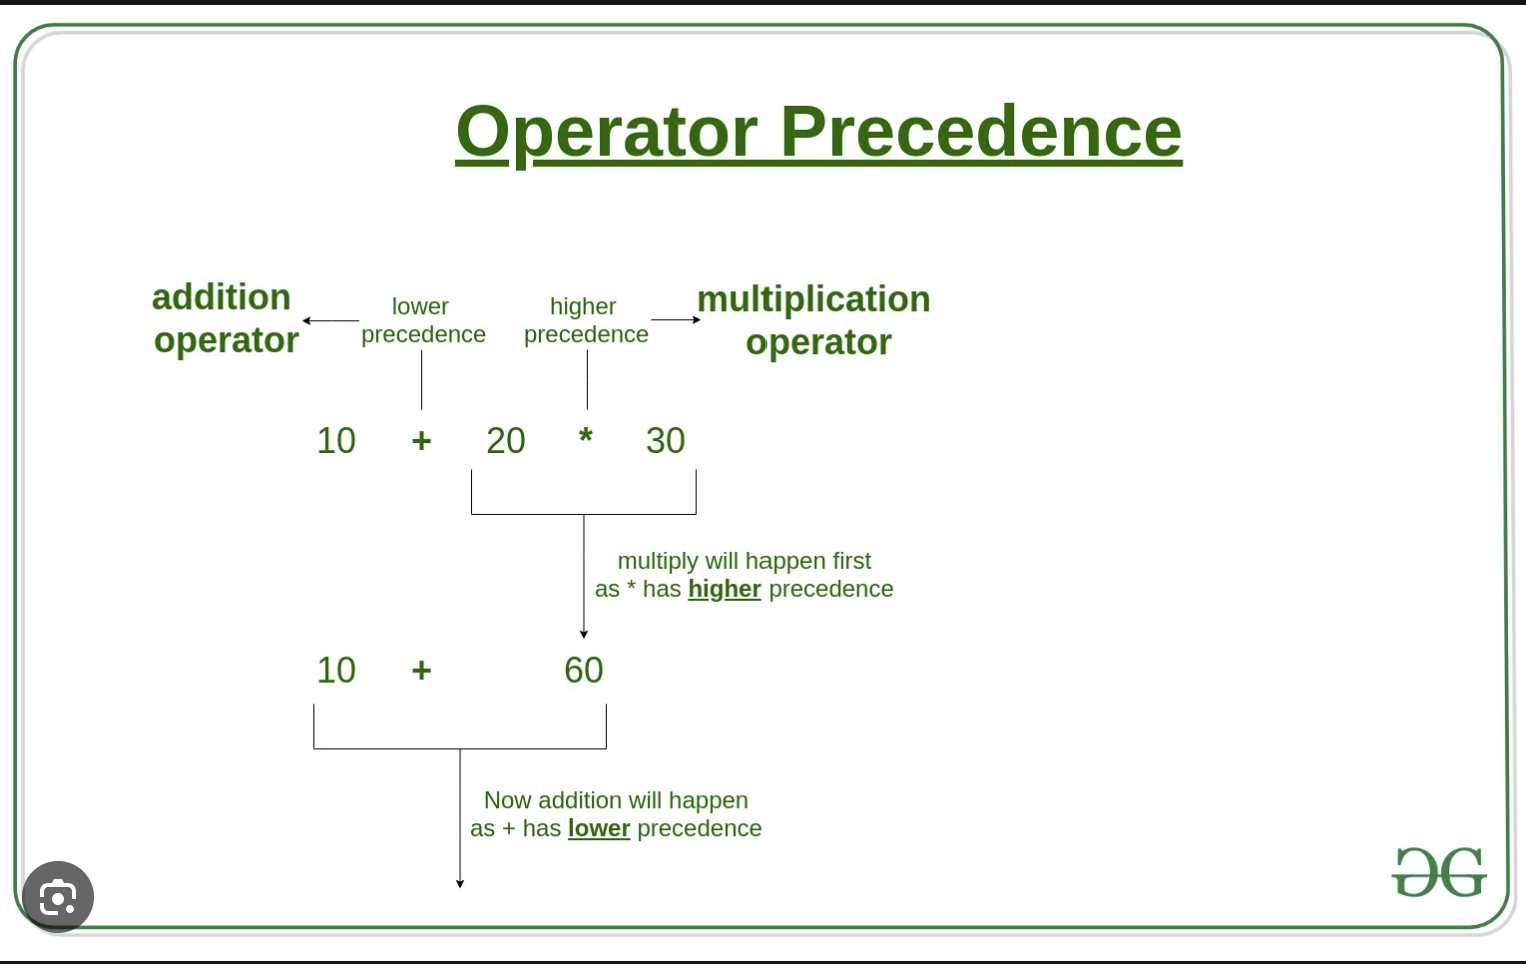 Operator Precedence
addition
operator
lower
precedence
higher
precedence
multiplication
operator
10 + 20 * 30
multiply will happen first
as * has higher precedence
10 + 60
Now addition will happen
as + has lower precedence